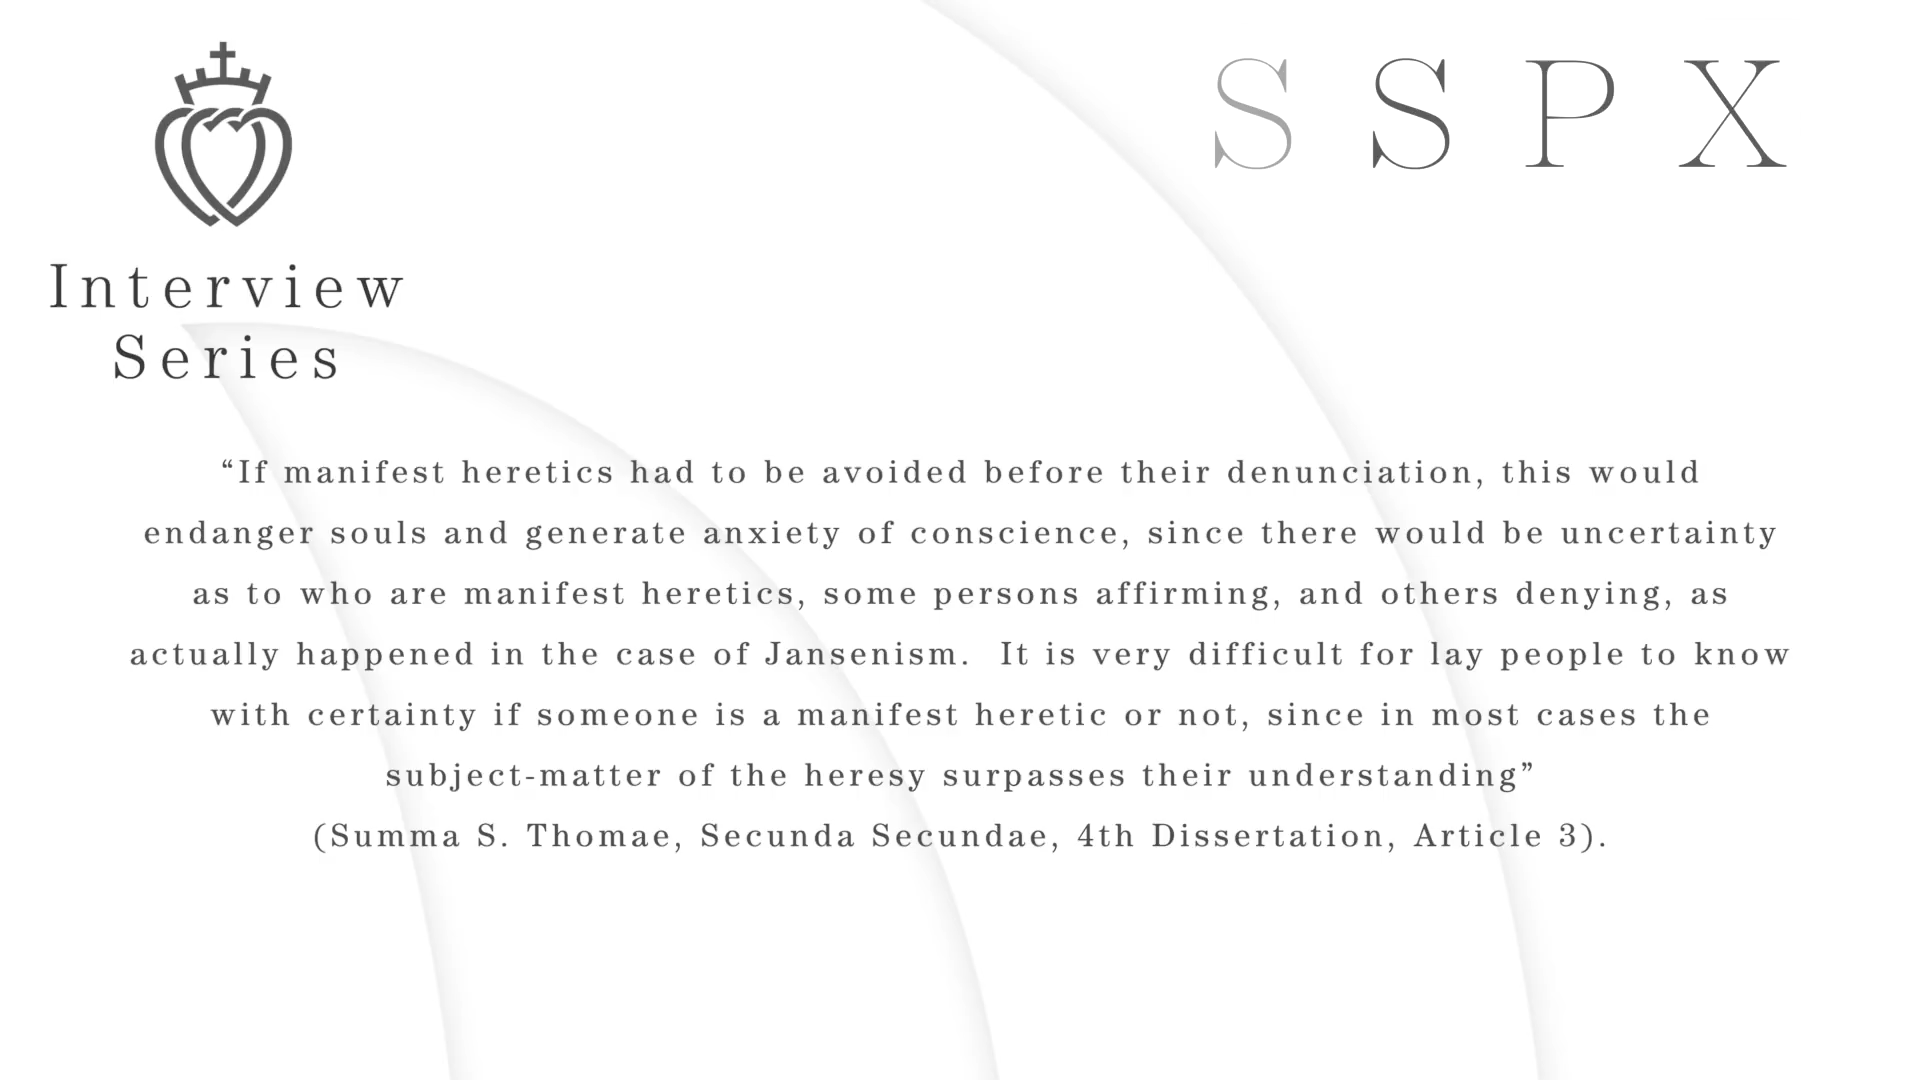 S S P X
Interview
Series
“If manifest heretics had to be avoided before their denunciation, this would
endanger souls and generate anxiety of conscience, since there would be uncertainty
as to who are manifest heretics, some persons affirming, and others denying, as
actually happened in the case of Jansenism.  It is very difficult for lay people to know
with certainty if someone is a manifest heretic or not, since in most cases the
subject-matter of the heresy surpasses their understanding”
(Summa S. Thomae, Secunda Secundae, 4th Dissertation, Article 3).